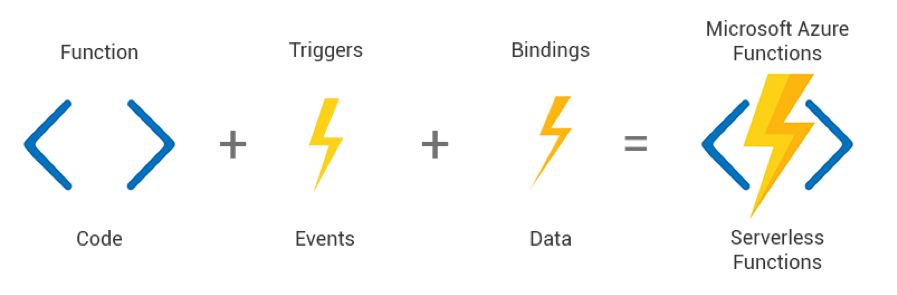 Function
Triggers
Bindings
Microsoft Azure
Functions
+
+
=
Code
Events
Data
Serverless
Functions